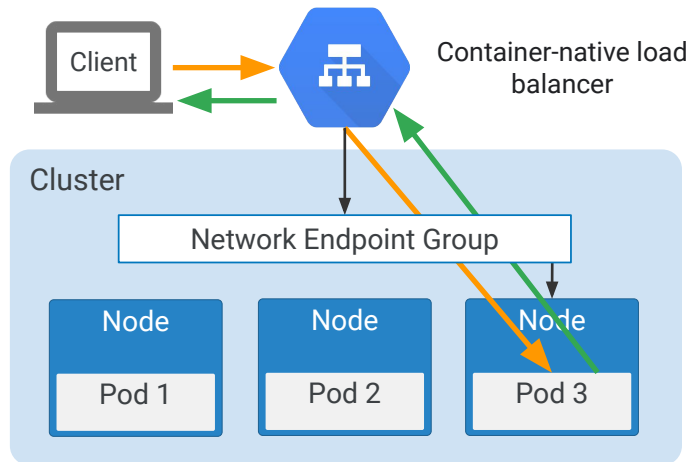 Client
Container-native load
balancer
Cluster
Network Endpoint Group
Node
Node
Node
Pod 1
Pod 2
Pod 3